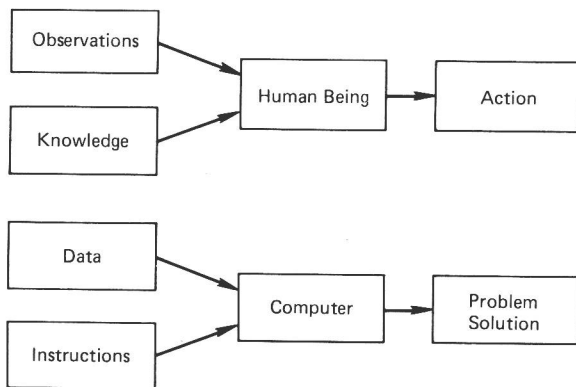 Observations
Knowledge
Human Being
Action
Data
Instructions
Computer
Problem
Solution